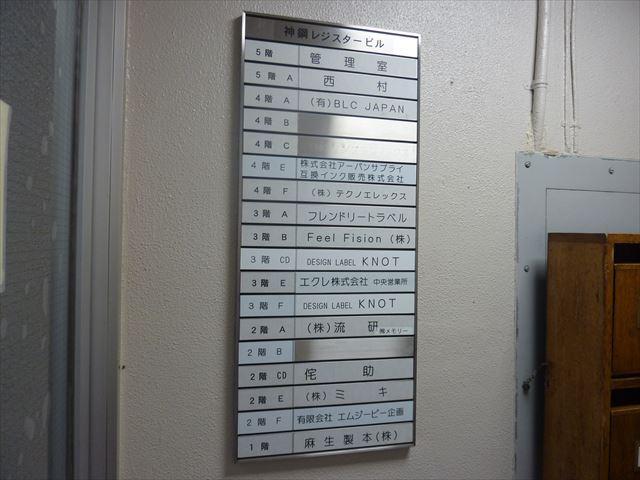 神鋼レジスタービル
5階 管理室
5階 A 西村
4階 A (有)BLC JAPAN
4階 B
4階 C
4階 E 株式会社アーバンサプライ
互換インク販売株式会社
4階 F (株)テクノエレックス
3階 A フレンドリートラベル
3階 B Feel Fision (株)
3階 CD DESIGN LABEL KNOT
3階 E エクレ株式会社 中央営業所
3階 F DESIGN LABEL KNOT
2階 A (株)流研 ㈲メモリー
2階 B
2階 CD 侘助
2階 E (株)ミキ
2階 F 有限会社 エムジーピー企画
1階 麻生製本(株)